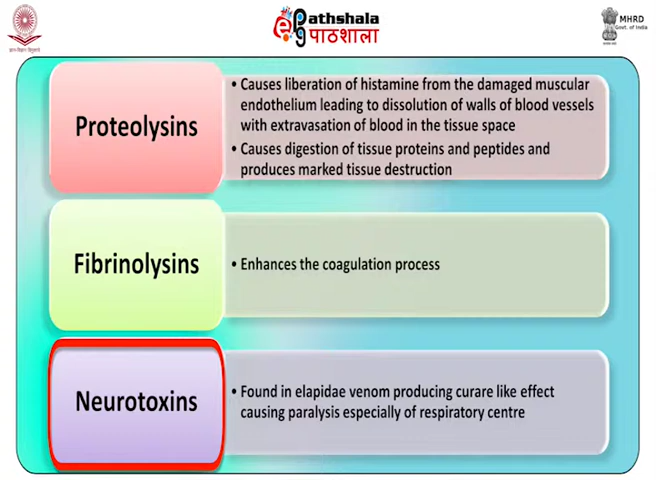 ePathshala
पाठशाला
MHRD
Govt. of India
Proteolysins
• Causes liberation of histamine from the damaged muscular
endothelium leading to dissolution of walls of blood vessels
with extravasation of blood in the tissue space
• Causes digestion of tissue proteins and peptides and
produces marked tissue destruction
Fibrinolysins
• Enhances the coagulation process
Neurotoxins
• Found in elapidae venom producing curare like effect
causing paralysis especially of respiratory centre